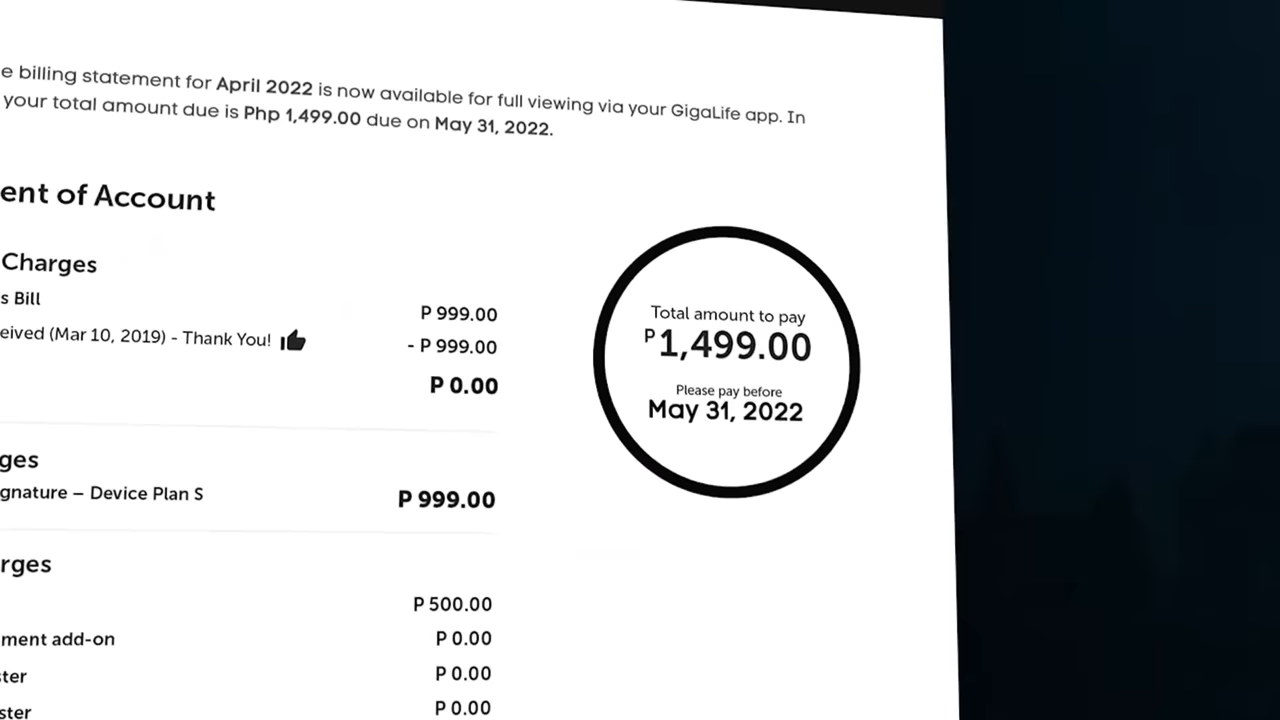 e billing statement for April 2022 is now available for full viewing via your GigaLife app. In
your total amount due is Php 1,499.00 due on May 31, 2022.
ent of Account
Charges
s Bill P 999.00
eived (Mar 10, 2019) - Thank You! - P 999.00
P 0.00
Total amount to pay
P 1,499.00
Please pay before
May 31, 2022
ges
gnature – Device Plan S P 999.00
rges
P 500.00
ment add-on P 0.00
ster P 0.00
ster P 0.00